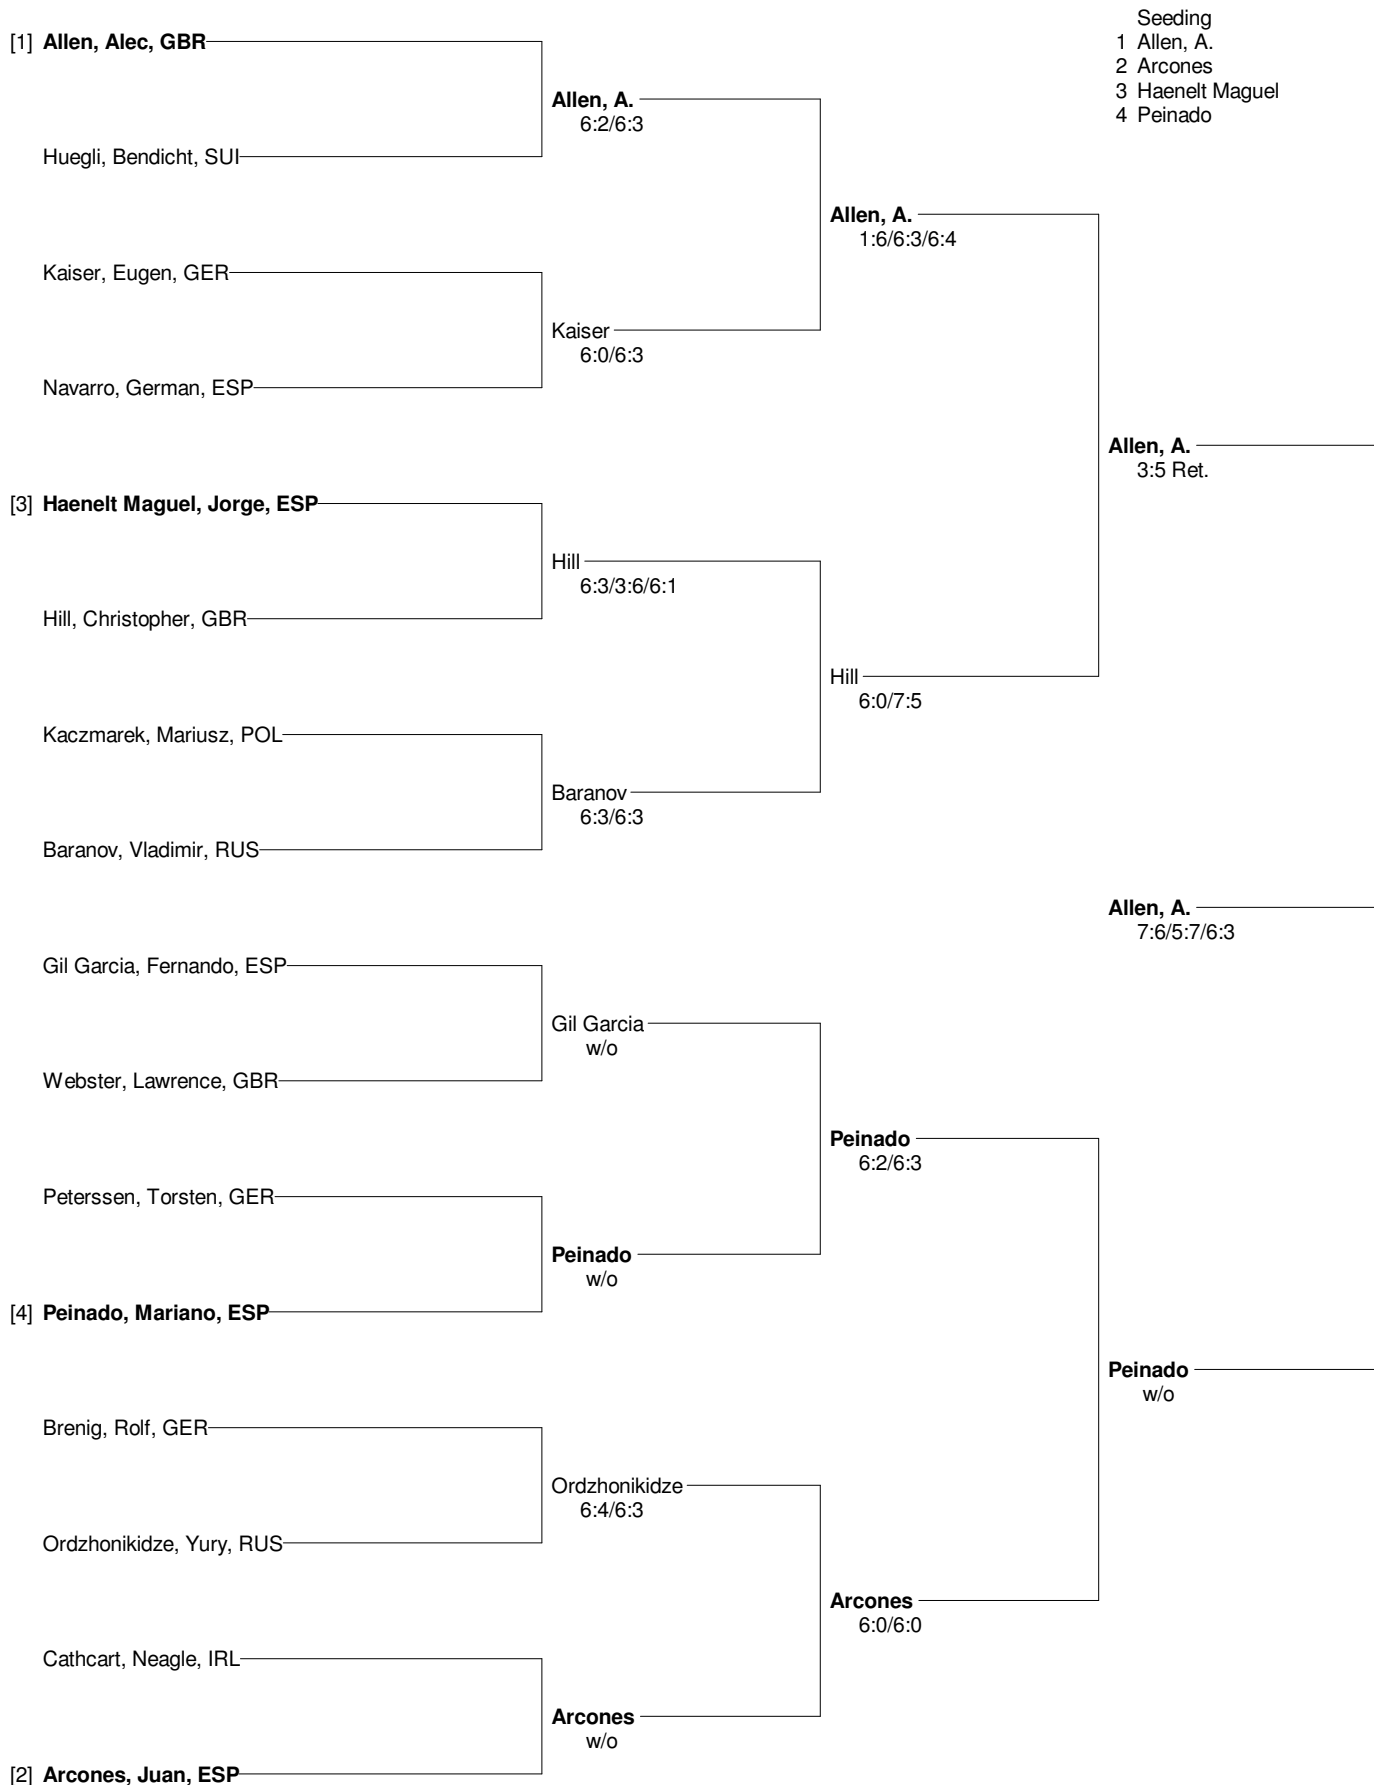 Seeding
1 Allen, A.
2 Arcones
3 Haenelt Maguel
4 Peinado
[1] Allen, Alec, GBR
Allen, A.
6:2/6:3
Huegli, Bendicht, SUI
Allen, A.
1:6/6:3/6:4
Kaiser, Eugen, GER
Kaiser
6:0/6:3
Navarro, German, ESP
Allen, A.
3:5 Ret.
[3] Haenelt Maguel, Jorge, ESP
Hill
6:3/3:6/6:1
Hill, Christopher, GBR
Hill
6:0/7:5
Kaczmarek, Mariusz, POL
Baranov
6:3/6:3
Baranov, Vladimir, RUS
Allen, A.
7:6/5:7/6:3
Gil Garcia, Fernando, ESP
Gil Garcia
w/o
Webster, Lawrence, GBR
Peinado
6:2/6:3
Peterssen, Torsten, GER
Peinado
w/o
[4] Peinado, Mariano, ESP
Peinado
w/o
Brenig, Rolf, GER
Ordzhonikidze
6:4/6:3
Ordzhonikidze, Yury, RUS
Arcones
6:0/6:0
Cathcart, Neagle, IRL
Arcones
w/o
[2] Arcones, Juan, ESP